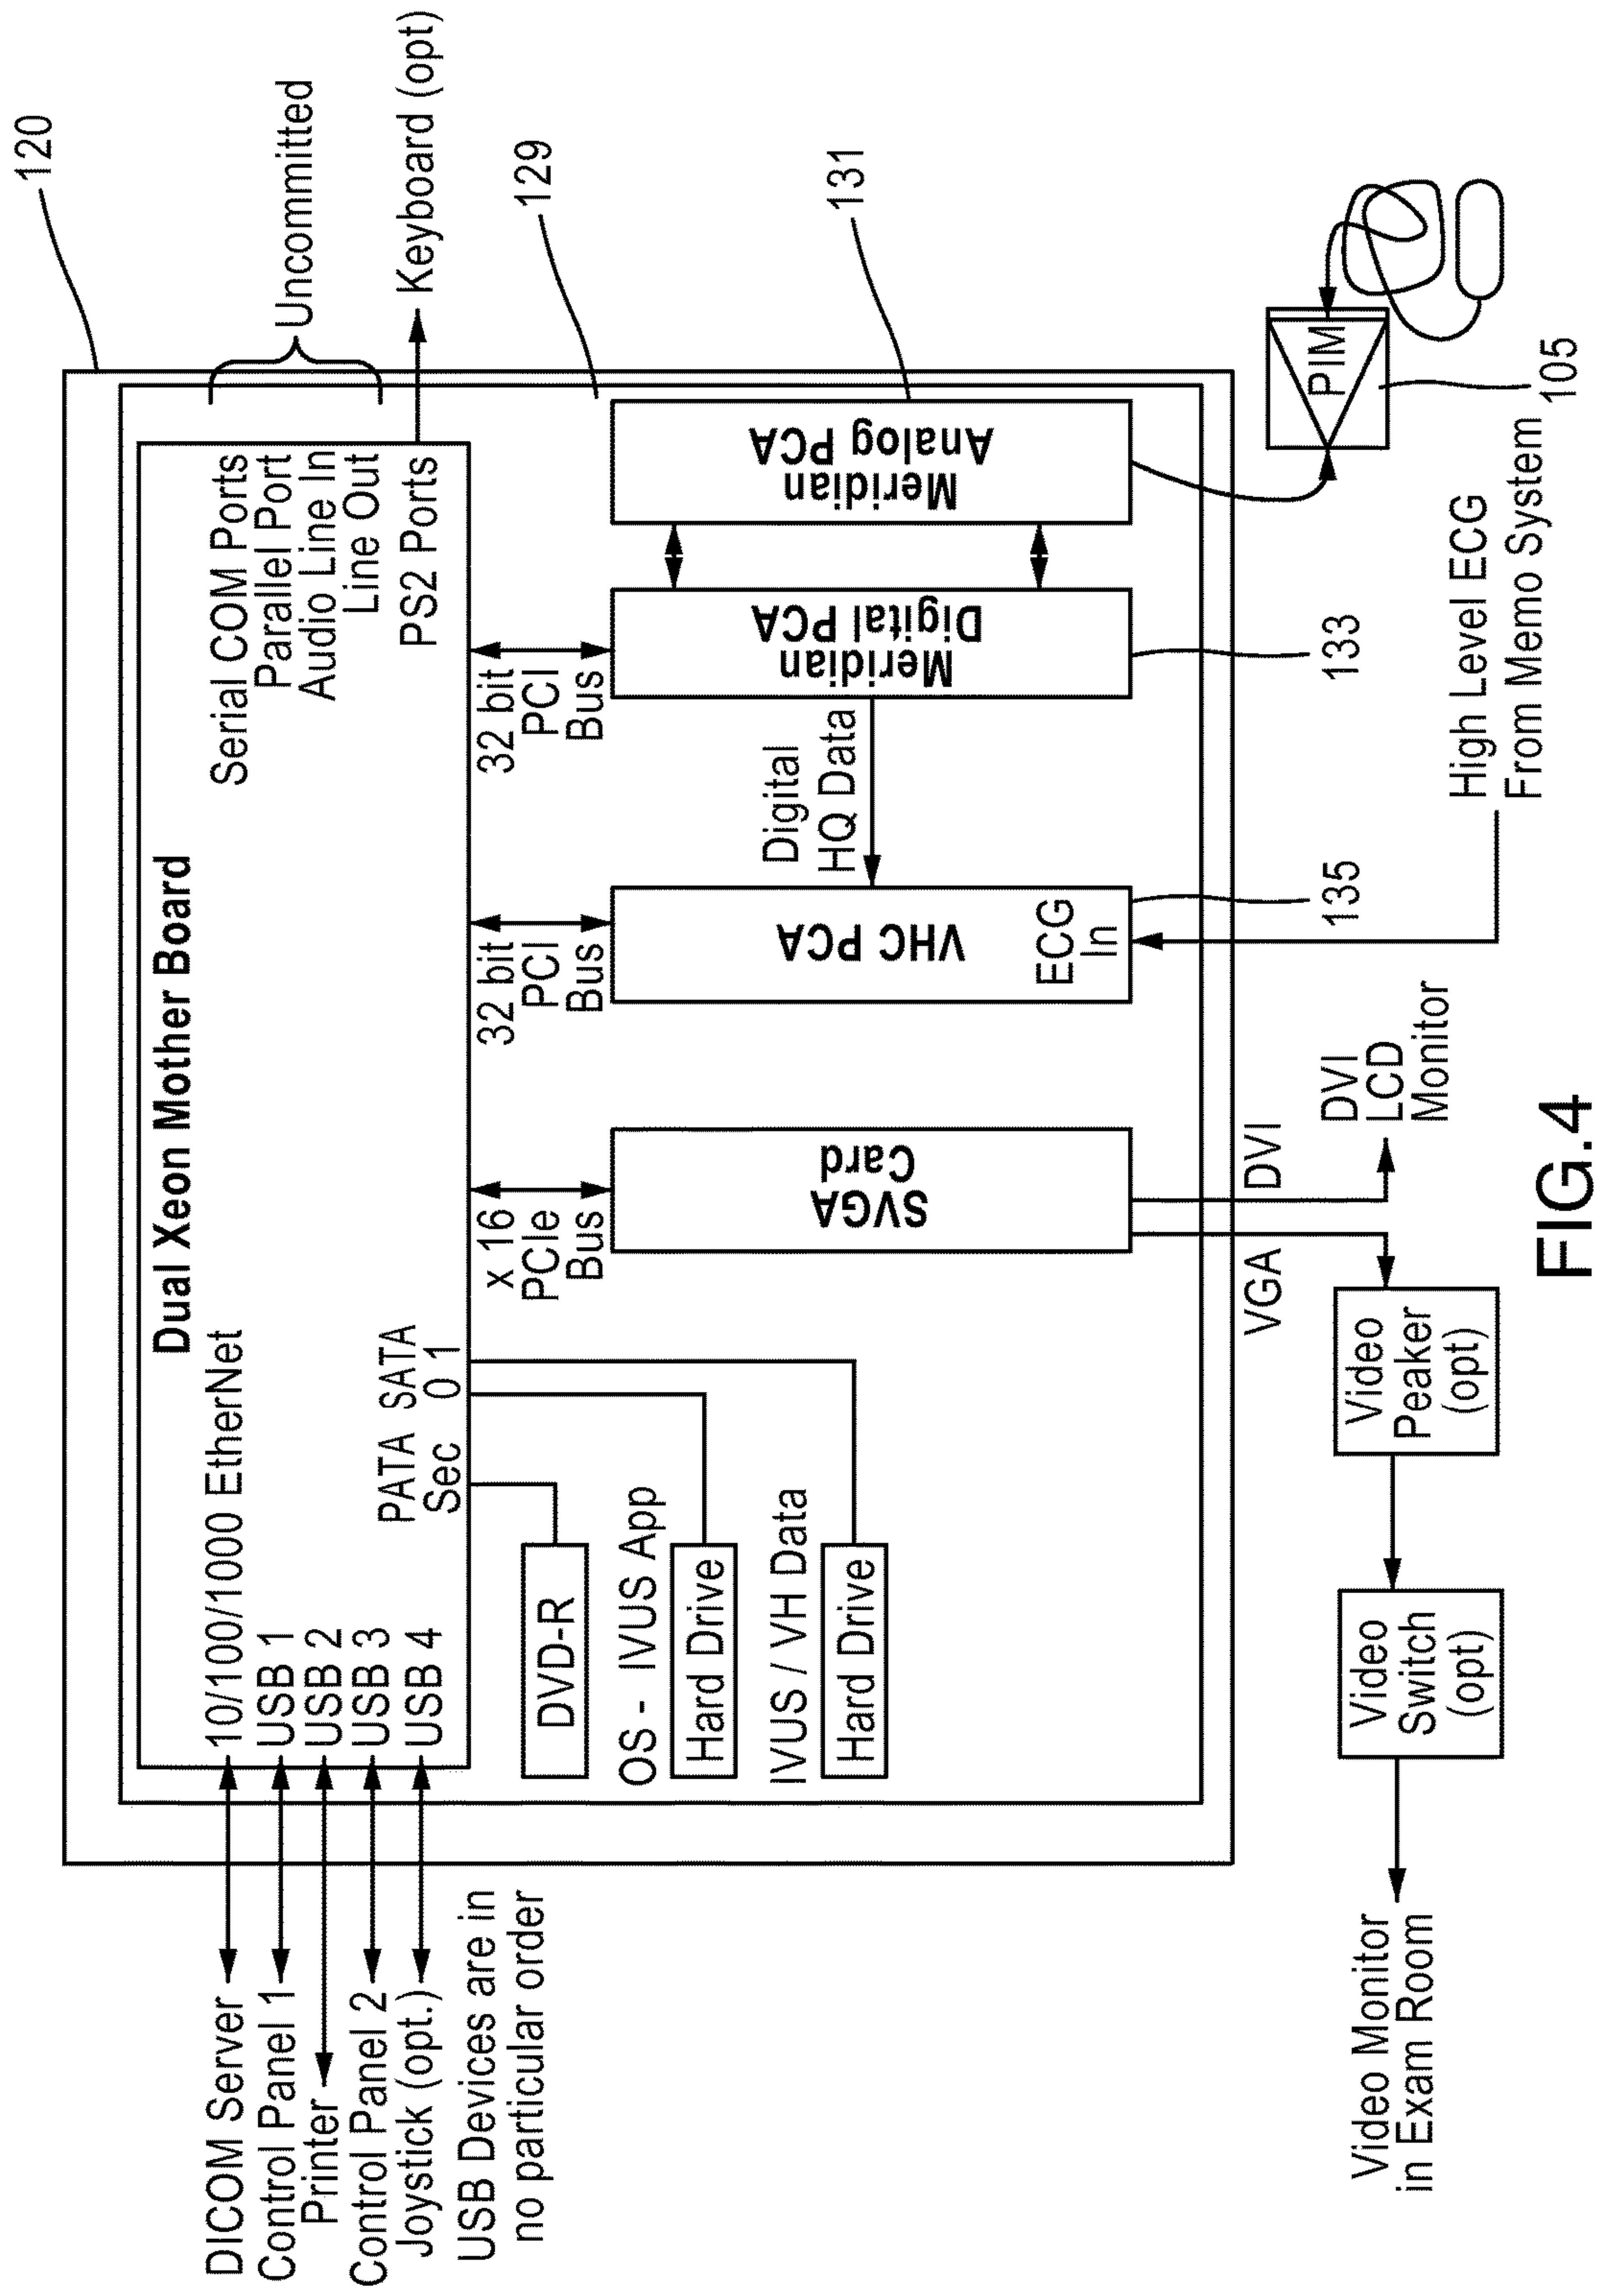 120
Dual Xeon Mother Board
DICOM Server
Control Panel 1
Printer
Control Panel 2
Joystick (opt.)
USB Devices are in
no particular order
10/100/1000 EtherNet
USB 1
USB 2
USB 3
USB 4
PATA SATA
Sec 0 1
Serial COM Ports
Parallel Port
Audio Line In
Line Out
PS2 Ports
Uncommitted
Keyboard (opt)
DVD-R
OS - IVUS App
Hard Drive
IVUS / VH Data
Hard Drive
x 16
PCIe
Bus
32 bit
PCI
Bus
32 bit
PCI
Bus
129
SVGA
Card
VHC PCA
ECG
In
135
Digital
HQ Data
Meridian
Digital PCA
133
Meridian
Analog PCA
131
PIM
105
VGA
DVI
DVI
LCD
Monitor
High Level ECG
From Memo System
Video
Peaker
(opt)
Video
Switch
(opt)
Video Monitor
in Exam Room
FIG.4